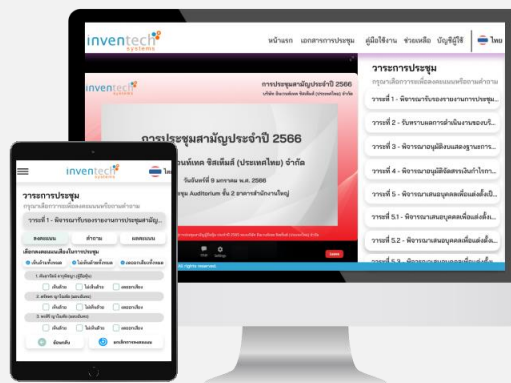 inventech
systems
หน้าแรก เอกสารการประชุม คู่มือใช้งาน ช่วยเหลือ บัญชีผู้ใช้ ไทย
inventech
systems
การประชุมสามัญประจำปี 2566
บริษัท อินเวนท์เทค ซิสเท็มส์ (ประเทศไทย) จำกัด
การประชุมสามัญประจำปี 2566
วนท์เทค ซิสเท็มส์ (ประเทศไทย) จำกัด
วันจันทร์ที่ 9 มกราคม พ.ศ. 2566
ชุม Auditorium ชั้น 2 อาคารสำนักงานใหญ่
Chat Settings Leave
All rights reserved.
วาระการประชุม
กรุณาเลือกวาระเพื่อลงคะแนนหรือถามคำถาม
วาระที่ 1 - พิจารณารับรองรายงานการประชุม...
วาระที่ 2 - รับทราบผลการดำเนินงานของบริ...
วาระที่ 3 - พิจารณาอนุมัติงบแสดงฐานะการ...
วาระที่ 4 - พิจารณาอนุมัติจัดสรรเงินกำไรกา...
วาระที่ 5 - พิจารณาเสนอบุคคลเพื่อแต่งตั้งเป็...
วาระที่ 5.1 - พิจารณาเสนอบุคคลเพื่อแต่งตั้ง...
วาระที่ 5.2 - พิจารณาเสนอบุคคลเพื่อแต่งตั้ง...
วาระที่ 5.3 - พิจารณาเสนอบุคคลเพื่อแต่งตั้ง...
inventech
systems
ไทย
วาระการประชุม
กรุณาเลือกวาระเพื่อลงคะแนนหรือถามคำถาม
วาระที่ 1 - พิจารณารับรองรายงานการประชุมสามัญ...
ลงคะแนน คำถาม ผลคะแนน
เลือกลงคะแนนเสียงในการประชุม
เห็นด้วยทั้งหมด ไม่เห็นด้วยทั้งหมด งดออกเสียงทั้งหมด
เห็นด้วย ไม่เห็นด้วย งดออกเสียง
เห็นด้วย ไม่เห็นด้วย งดออกเสียง
เห็นด้วย ไม่เห็นด้วย งดออกเสียง
ย้อนกลับ ยกเลิกการลงคะแนน